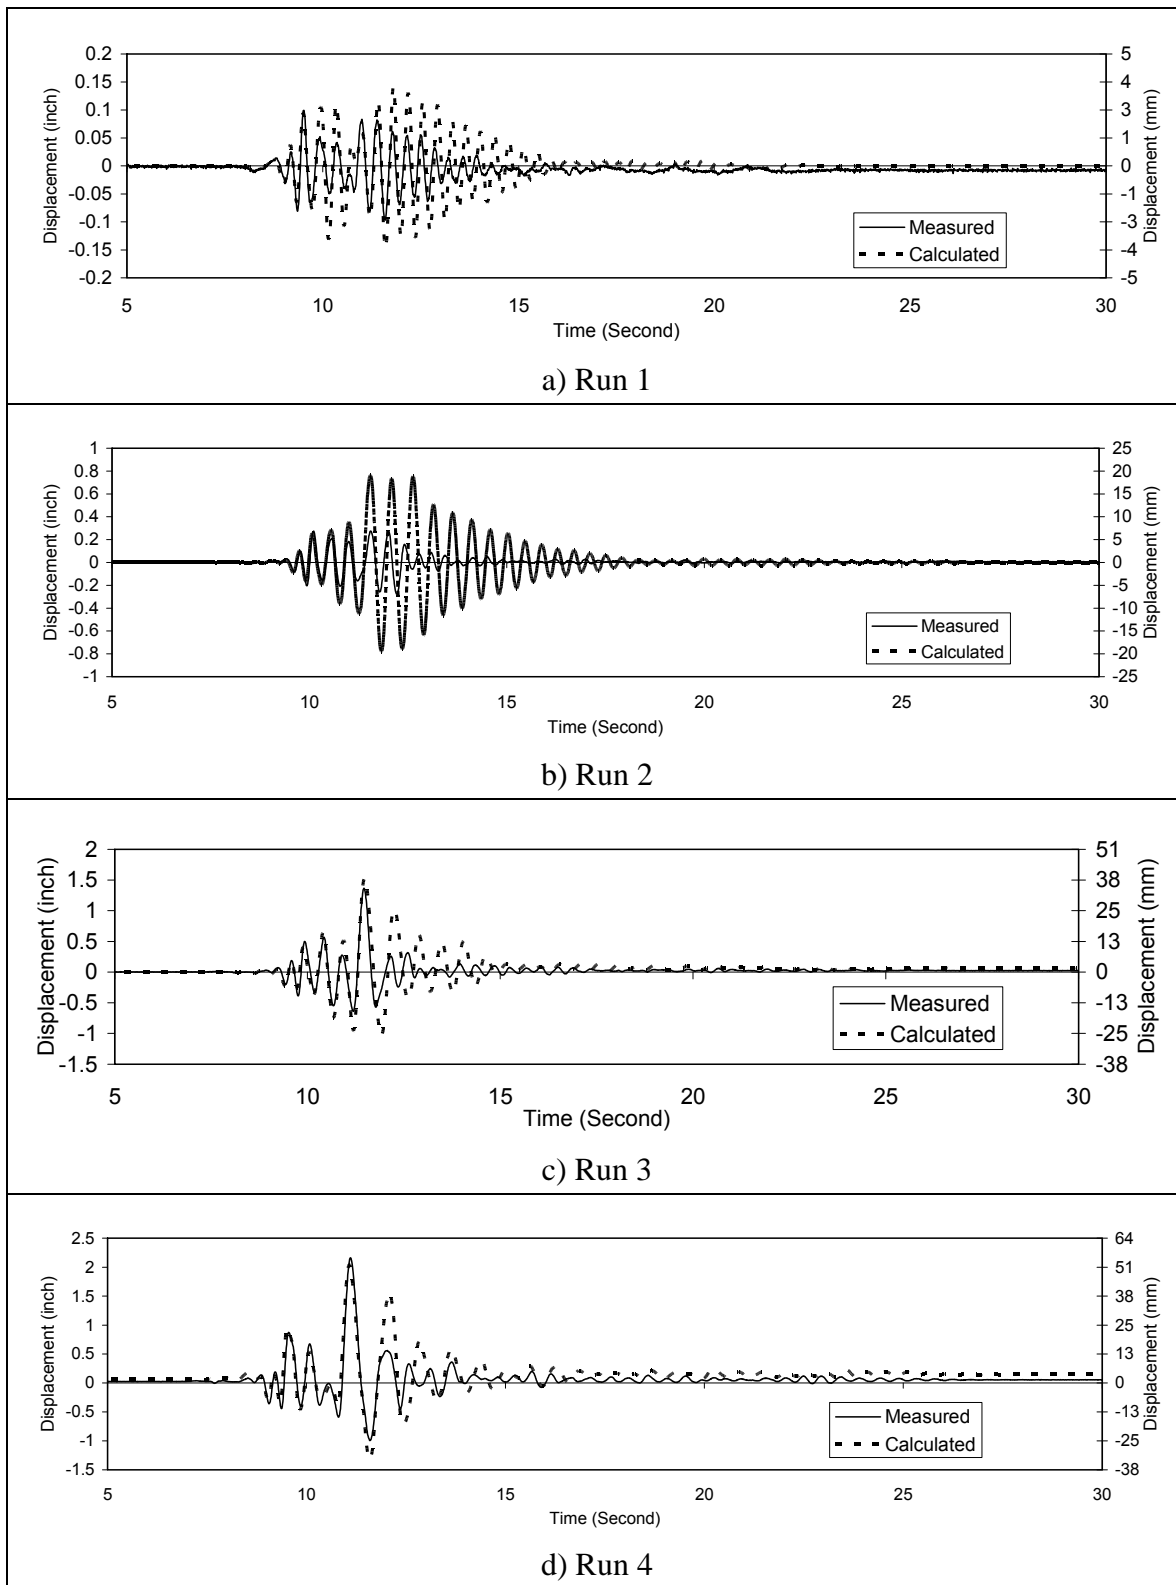 0.2
0.15
0.1
0.05
0
-0.05
-0.1
-0.15
-0.2
Displacement (inch)
5
4
3
1
0
-1
-3
-4
-5
Displacement (mm)
Measured
Calculated
5 10 15 20 25 30
Time (Second)
a) Run 1
1
0.8
0.6
0.4
0.2
0
-0.2
-0.4
-0.6
-0.8
-1
Displacement (inch)
25
20
15
10
5
0
-5
-10
-15
-20
-25
Displacement (mm)
Measured
Calculated
5 10 15 20 25 30
Time (Second)
b) Run 2
2
1.5
1
0.5
0
-0.5
-1
-1.5
Displacement (inch)
51
38
25
13
0
-13
-25
-38
Displacement (mm)
Measured
Calculated
5 10 15 20 25 30
Time (Second)
c) Run 3
2.5
2
1.5
1
0.5
0
-0.5
-1
-1.5
Displacement (inch)
64
51
38
25
13
0
-13
-25
-38
Displacement (mm)
Measured
Calculated
5 10 15 20 25 30
Time (Second)
d) Run 4